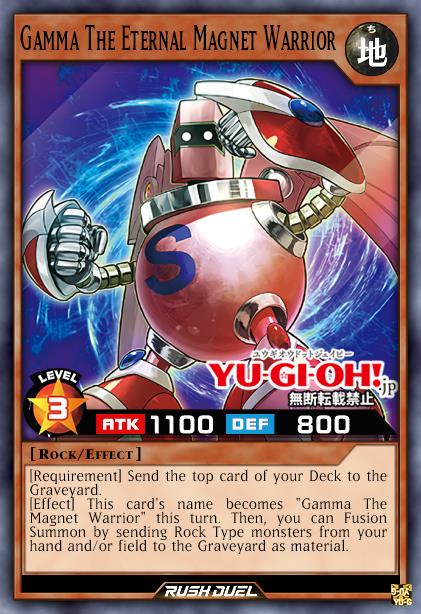 Gamma The Eternal Magnet Warrior
ち
地
S
ユウギオウドットジェイピー
YU-GI-OH!.jp
無断転載禁止
LEVEL
3
ATK 1100 DEF 800
[Rock/Effect]
[Requirement] Send the top card of your Deck to the
Graveyard.
[Effect] This card's name becomes "Gamma The
Magnet Warrior" this turn. Then, you can Fusion
Summon by sending Rock Type monsters from your
hand and/or field to the Graveyard as material.
RUSH DUEL